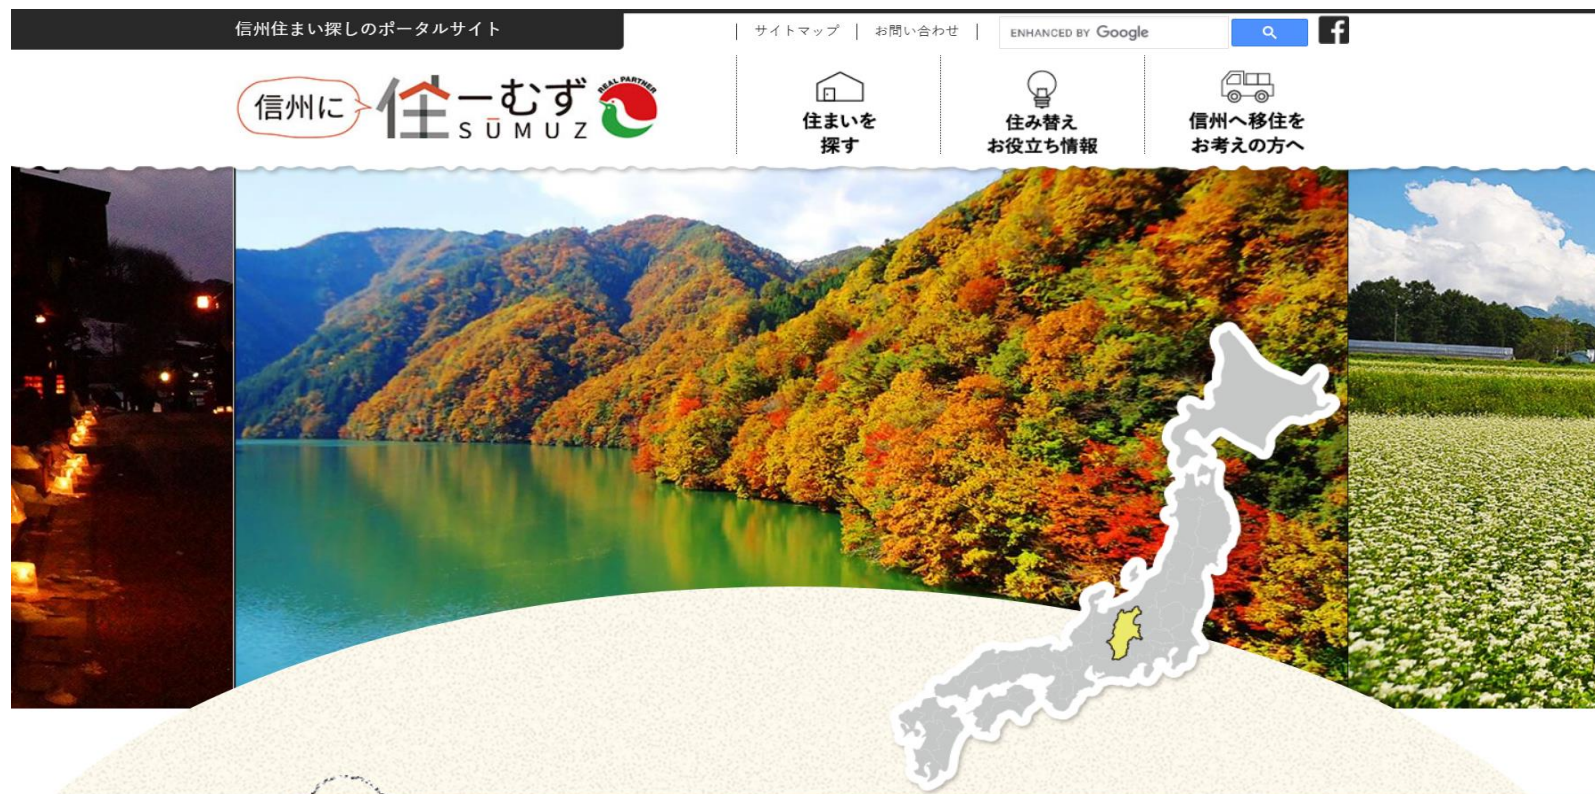 信州住まい探しのポータルサイト
サイトマップ
お問い合わせ
ENHANCED BY Google
信州に
住ーむず
SŪMUZ
REAL PARTNER
住まいを
探す
住み替え
お役立ち情報
信州へ移住を
お考えの方へ